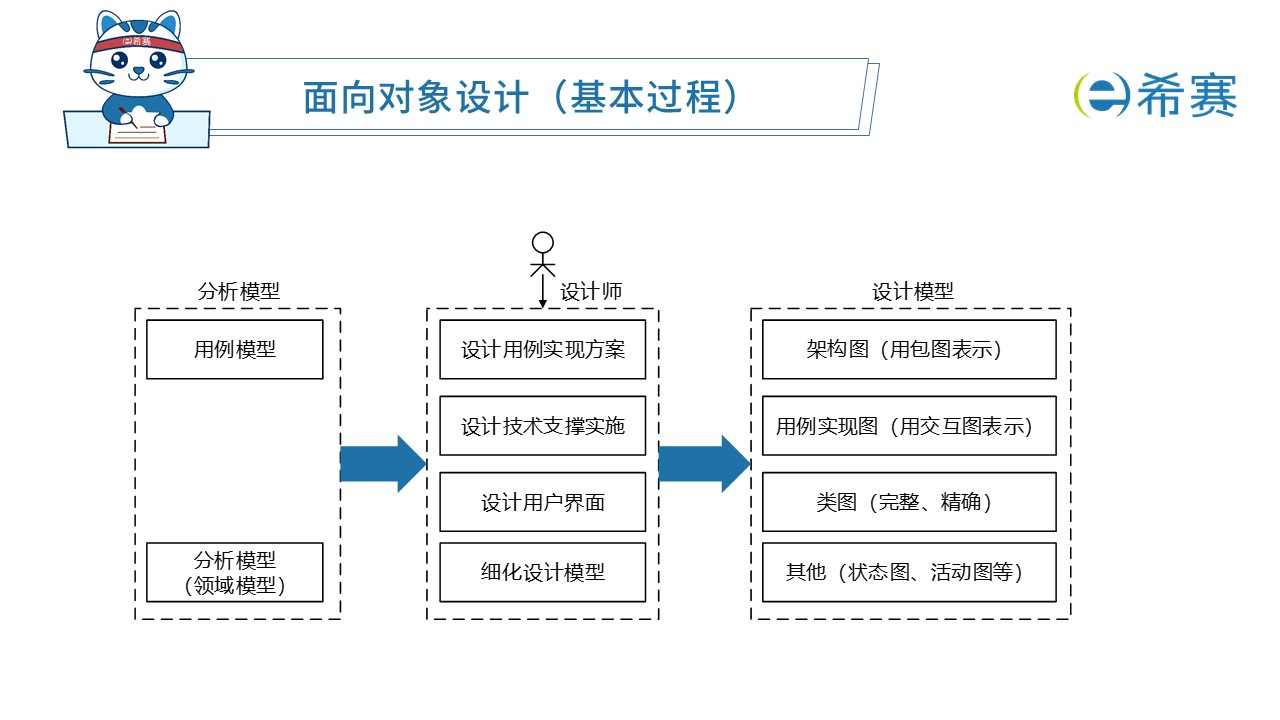 希赛
面向对象设计（基本过程）
希赛
分析模型
用例模型
分析模型
（领域模型）
设计师
设计用例实现方案
设计技术支撑实施
设计用户界面
细化设计模型
设计模型
架构图（用包图表示）
用例实现图（用交互图表示）
类图（完整、精确）
其他（状态图、活动图等）